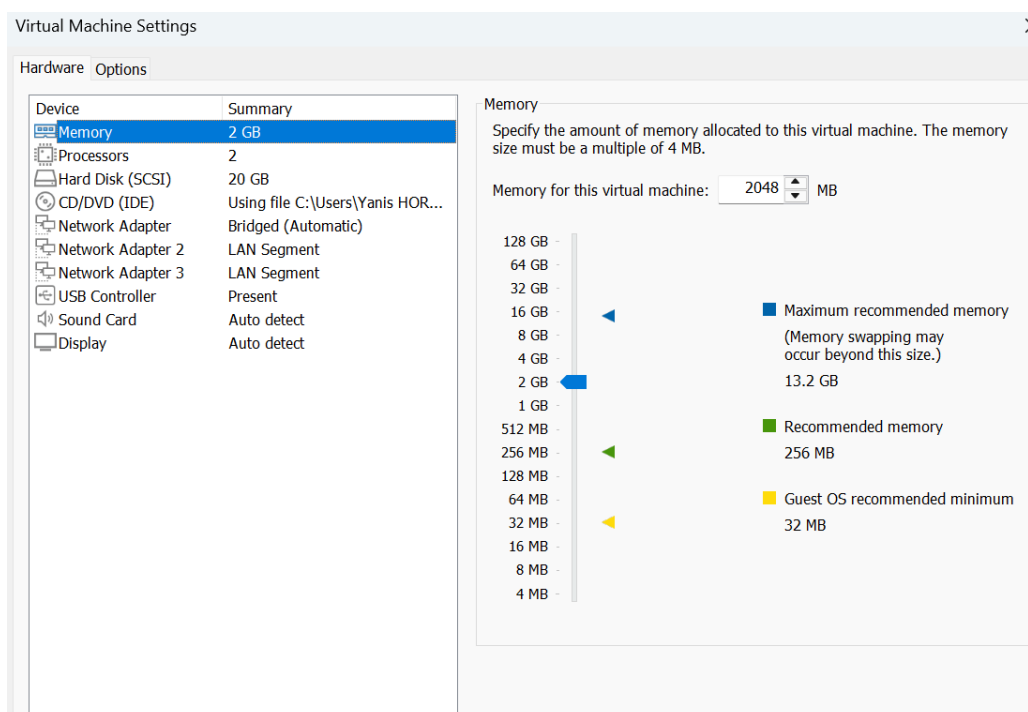 Virtual Machine Settings
Hardware Options
Device Summary
Memory 2 GB
Processors 2
Hard Disk (SCSI) 20 GB
CD/DVD (IDE) Using file C:\Users\Yanis HOR...
Network Adapter Bridged (Automatic)
Network Adapter 2 LAN Segment
Network Adapter 3 LAN Segment
USB Controller Present
Sound Card Auto detect
Display Auto detect
Memory
Specify the amount of memory allocated to this virtual machine. The memory
size must be a multiple of 4 MB.
Memory for this virtual machine: 2048 MB
128 GB
64 GB
32 GB
16 GB
8 GB
4 GB
2 GB
1 GB
512 MB
256 MB
128 MB
64 MB
32 MB
16 MB
8 MB
4 MB
Maximum recommended memory
(Memory swapping may
occur beyond this size.)
13.2 GB
Recommended memory
256 MB
Guest OS recommended minimum
32 MB